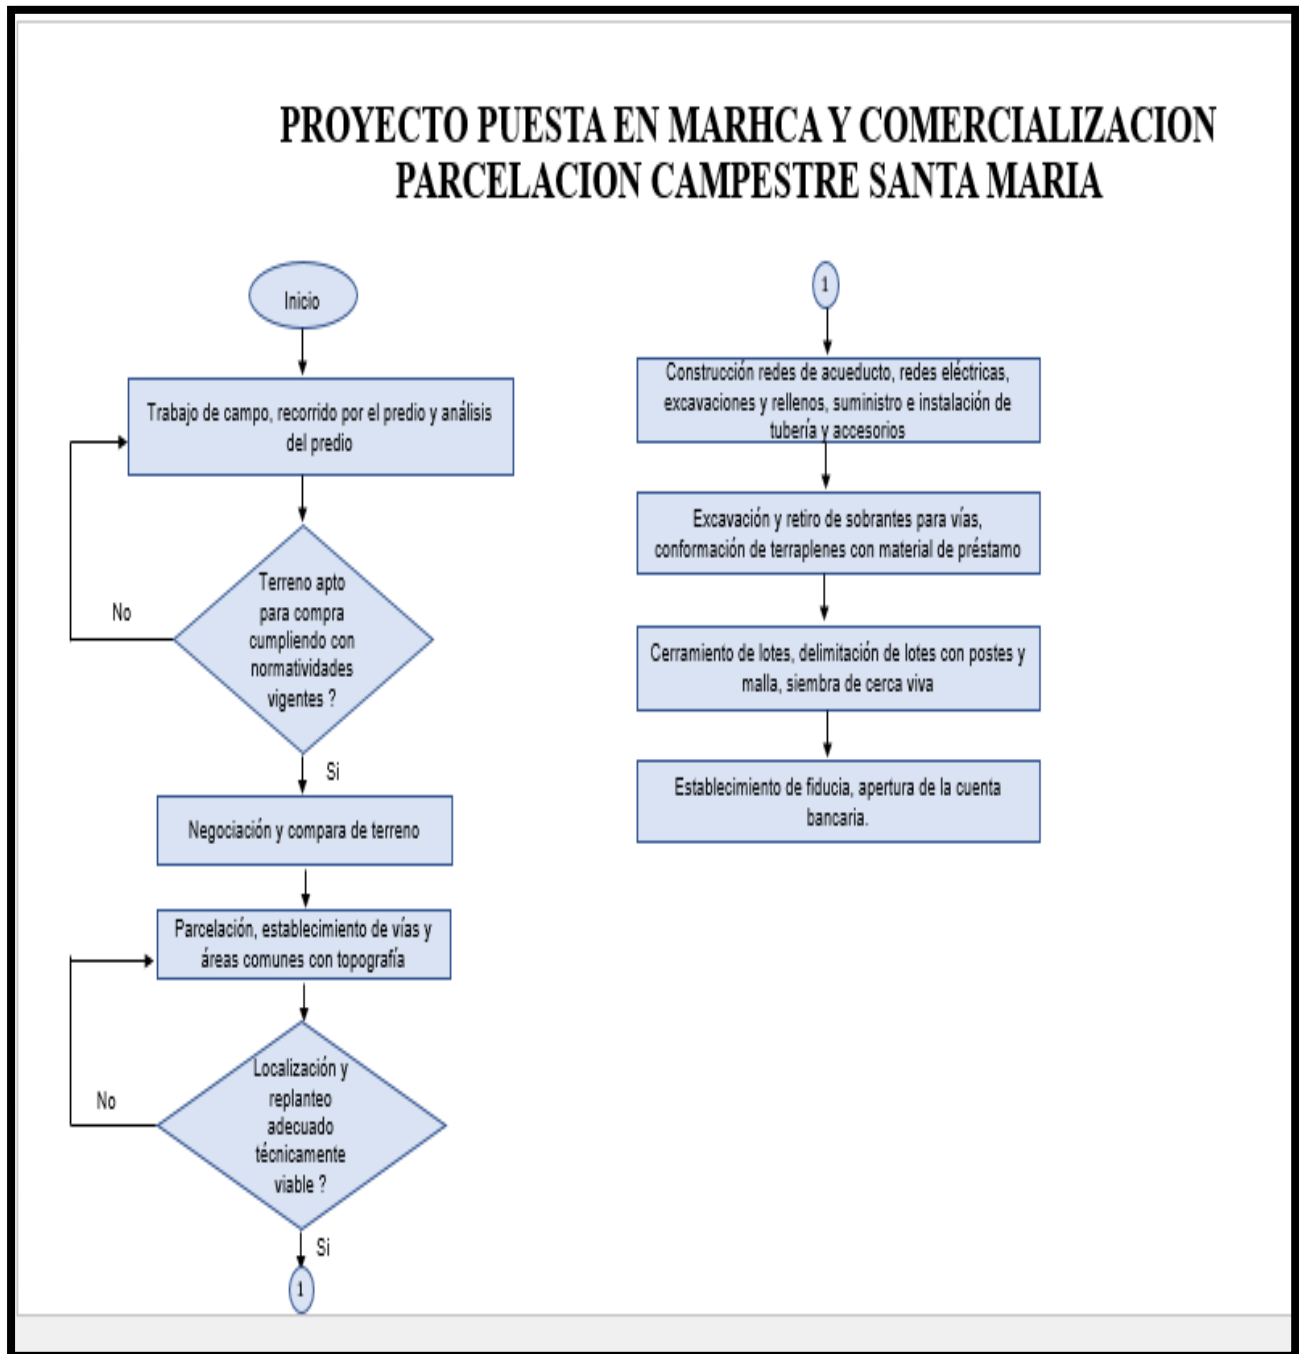 PROYECTO PUESTA EN MARHCA Y COMERCIALIZACION
PARCELACION CAMPESTRE SANTA MARIA
Inicio
Trabajo de campo, recorrido por el predio y análisis
del predio
No
Terreno apto
para compra
cumpliendo con
normatividades
vigentes ?
Si
Negociación y compara de terreno
Parcelación, establecimiento de vías y
áreas comunes con topografía
No
Localización y
replanteo
adecuado
técnicamente
viable ?
Si
1
1
Construcción redes de acueducto, redes eléctricas,
excavaciones y rellenos, suministro e instalación de
tubería y accesorios
Excavación y retiro de sobrantes para vías,
conformación de terraplenes con material de préstamo
Cerramiento de lotes, delimitación de lotes con postes y
malla, siembra de cerca viva
Establecimiento de fiducia, apertura de la cuenta
bancaria.